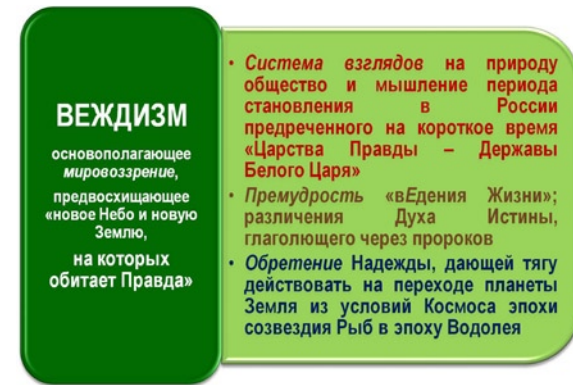 ВЕЖДИЗМ
основополагающее
мировоззрение,
предвосхищающее
«новое Небо и новую
Землю,
на которых
обитает Правда»
• Система взглядов на природу
общество и мышление периода
становления в России
предреченного на короткое время
«Царства Правды – Державы
Белого Царя»
• Премудрость «вЕдения Жизни»;
различения Духа Истины,
глаголющего через пророков
• Обретение Надежды, дающей тягу
действовать на переходе планеты
Земля из условий Космоса эпохи
созвездия Рыб в эпоху Водолея